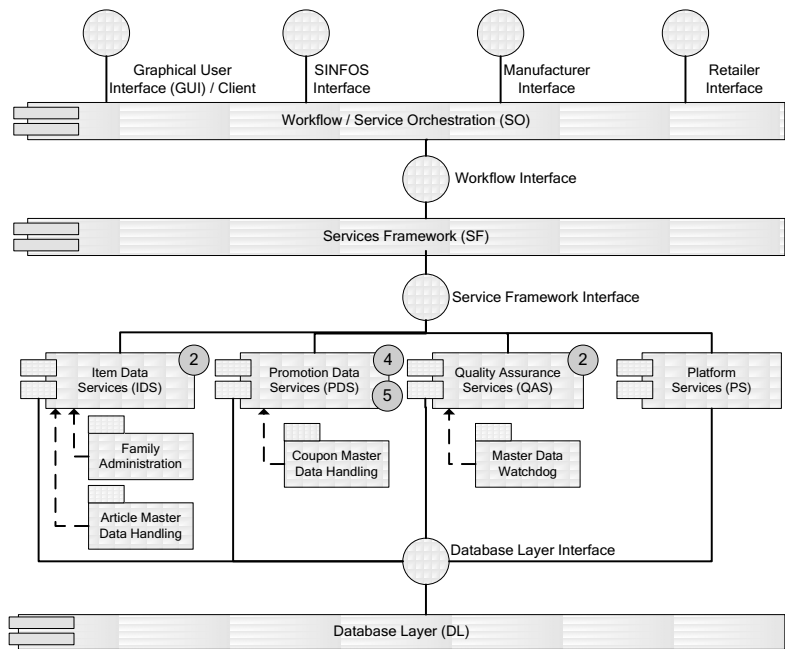 Graphical User
Interface (GUI) / Client
SINFOS
Interface
Manufacturer
Interface
Retailer
Interface
Workflow / Service Orchestration (SO)
Workflow Interface
Services Framework (SF)
Service Framework Interface
Item Data
Services (IDS)
2
Promotion Data
Services (PDS)
4
5
Quality Assurance
Services (QAS)
2
Platform
Services (PS)
Family
Administration
Article Master
Data Handling
Coupon Master
Data Handling
Master Data
Watchdog
Database Layer Interface
Database Layer (DL)